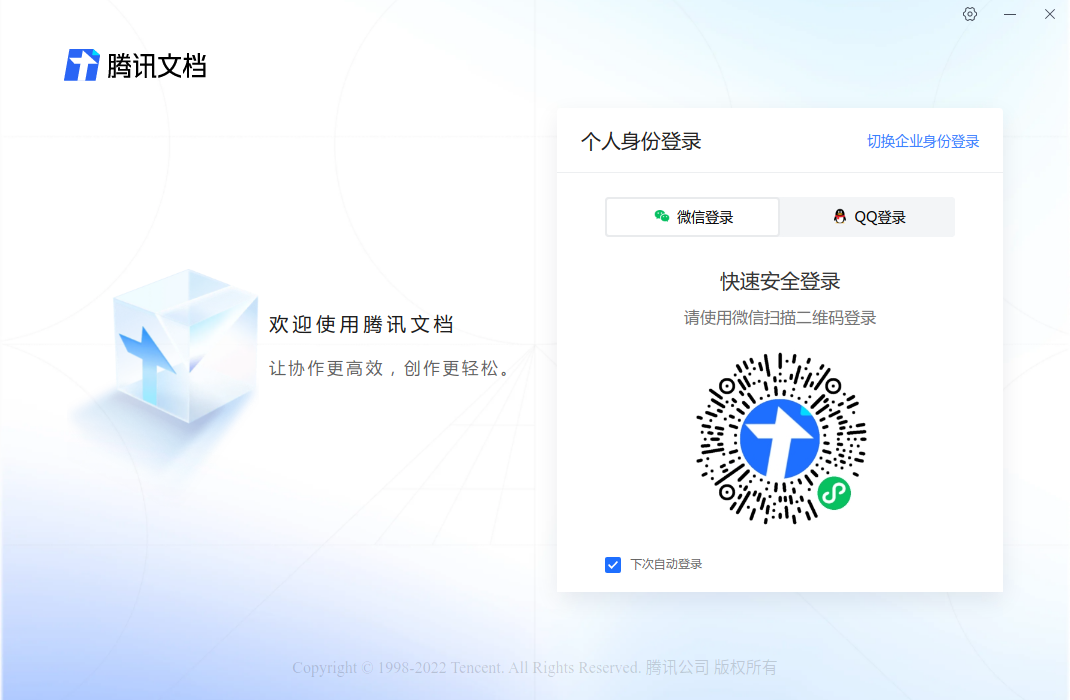 腾讯文档
个人身份登录
切换企业身份登录
微信登录
QQ登录
快速安全登录
请使用微信扫描二维码登录
欢迎使用腾讯文档
让协作更高效，创作更轻松。
下次自动登录
Copyright © 1998-2022 Tencent. All Rights Reserved. 腾讯公司 版权所有